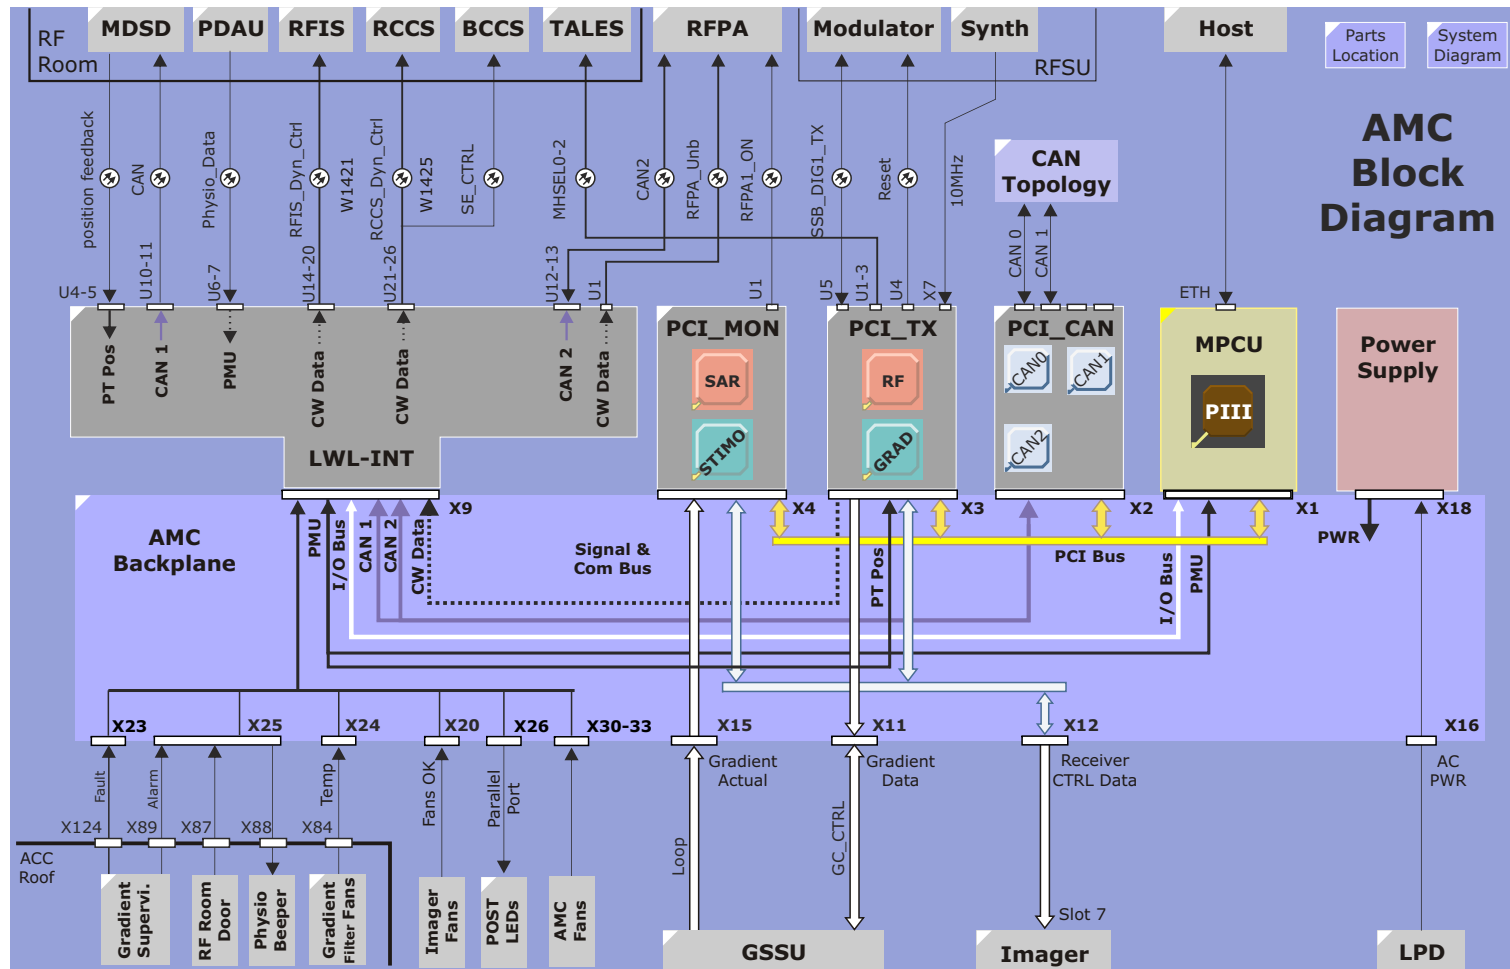 RF
Room
MDSD
PDAU
RFIS
RCCS
BCCS
TALES
RFPA
Modulator
Synth
RFSU
Host
Parts
Location
System
Diagram
AMC
Block
Diagram
position feedback
CAN
Physio_Data
RFIS_Dyn_Ctrl
W1421
RCCS_Dyn_Ctrl
W1425
SE_CTRL
MHSEL0-2
CAN2
RFPA_Unb
RFPA1_ON
SSB_DIG1_TX
Reset
10MHz
CAN
Topology
CAN 0
CAN 1
U4-5
U10-11
U6-7
U14-20
U21-26
U12-13
U1
U1
U5
U1-3
U4
X7
ETH
PT Pos
CAN 1
PMU
CW Data
CW Data
CAN 2
CW Data
LWL-INT
PCI_MON
SAR
STIMO
PCI_TX
RF
GRAD
PCI_CAN
CAN0
CAN1
CAN2
MPCU
PIII
Power
Supply
X9
X4
X3
X2
X1
X18
AMC
Backplane
PMU
I/O Bus
CAN 1
CAN 2
CW Data
Signal &
Com Bus
PT Pos
PCI Bus
I/O Bus
PMU
PWR
X23
X25
X24
X20
X26
X30-33
X15
X11
X12
X16
Fault
Alarm
Temp
Fans OK
Parallel
Port
Gradient
Actual
Gradient
Data
Receiver
CTRL Data
AC
PWR
X124
X89
X87
X88
X84
ACC
Roof
Loop
GC_CTRL
Slot 7
Gradient
Supervi.
RF Room
Door
Physio
Beeper
Gradient
Filter Fans
Imager
Fans
POST
LEDs
AMC
Fans
GSSU
Imager
LPD